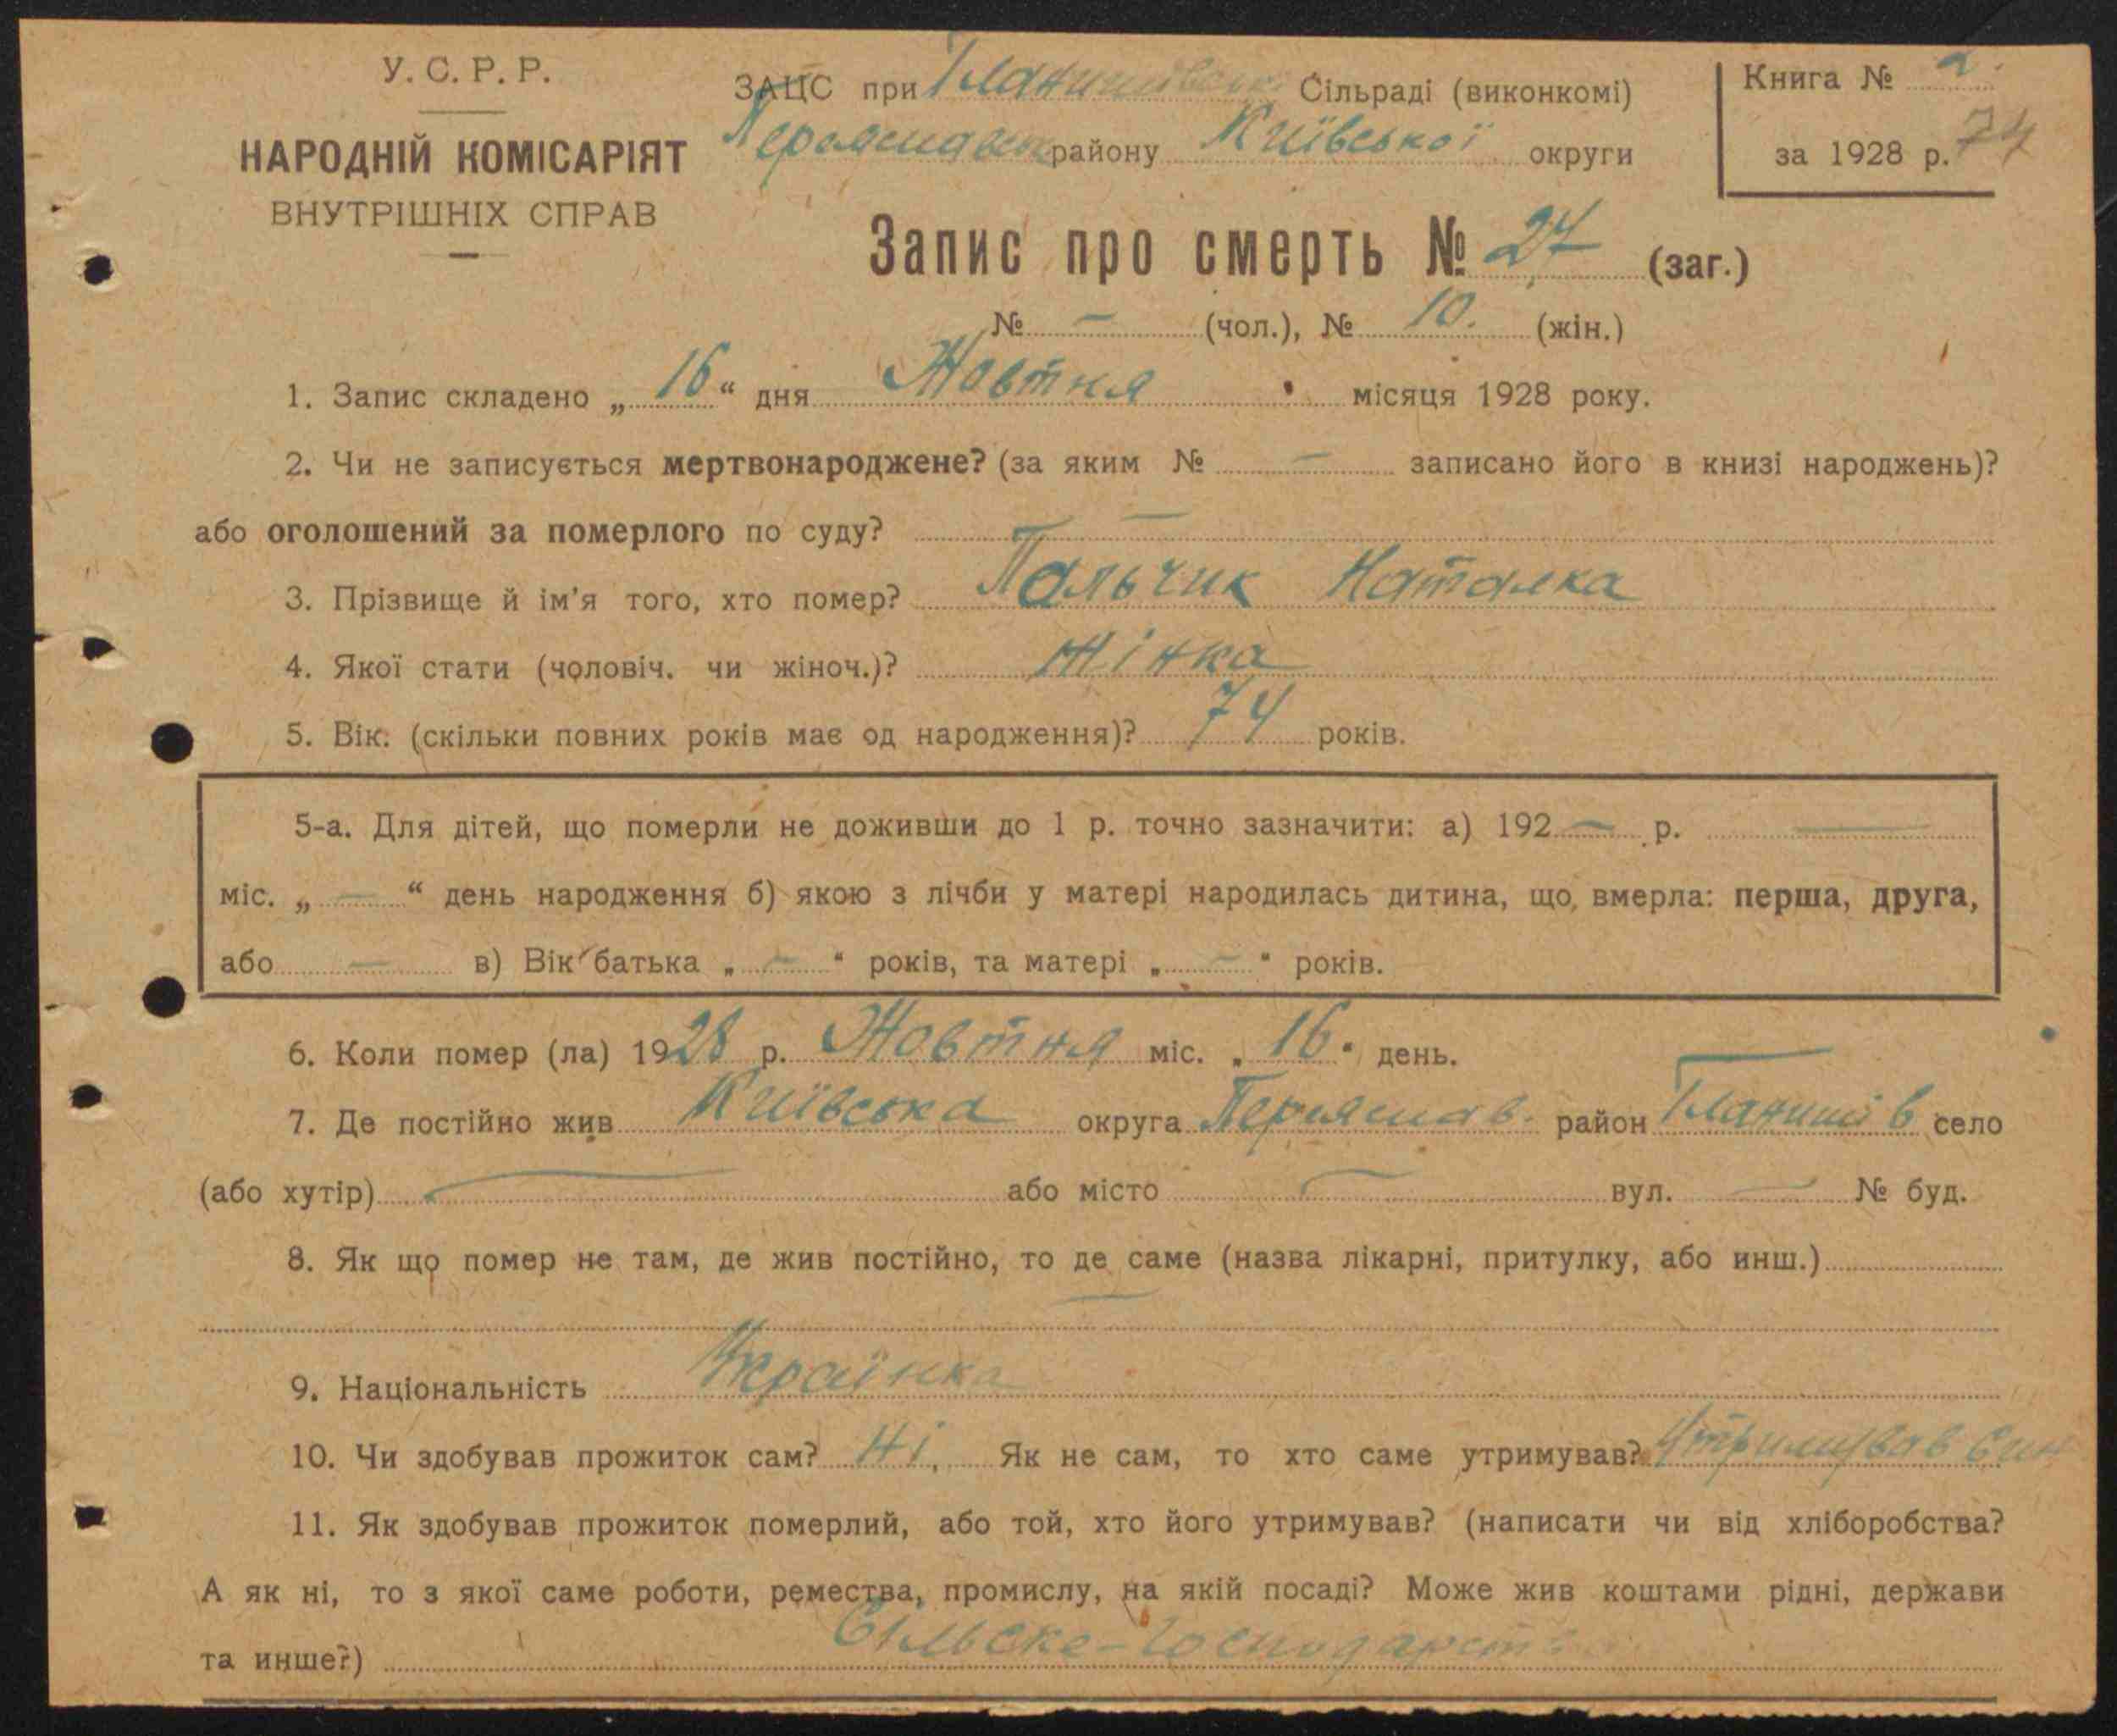 У. С. Р. Р.
НАРОДНІЙ КОМІСАРІЯТ
ВНУТРІШНІХ СПРАВ
ЗАЦС при Гланишівськ Сільраді (виконкомі)
Переяславськ району Київської округи
Книга № 2.
за 1928 р. 74
Запис про смерть № 24 (заг.)
№ — (чол.), № 10. (жін.)
1. Запис складено „ 16 “ дня Жовтня місяця 1928 року.
2. Чи не записується мертвонароджене? (за яким № — записано його в книзі народжень)?
або оголошений за померлого по суду? —
3. Прізвище й ім'я того, хто помер? Пальчик Наталка
4. Якої стати (чоловіч. чи жіноч.)? Жінка
5. Вік. (скільки повних років має од народження)? 74 років.
5-а. Для дітей, що померли не доживши до 1 р. точно зазначити: а) 192 — р. —
міс. „ — “ день народження б) якою з лічби у матері народилась дитина, що вмерла: перша, друга,
або — в) Вік батька „ — “ років, та матері „ — “ років.
6. Коли помер (ла) 1928 р. Жовтня міс. „ 16 “ день.
7. Де постійно жив Київська округа Переяслав. район Гланишів село
(або хутір) — або місто — вул. — № буд.
8. Як що помер не там, де жив постійно, то де саме (назва лікарні, притулку, або инш.)
—
9. Національність Українка
10. Чи здобував прожиток сам? Ні, Як не сам, то хто саме утримував? Утримував син
11. Як здобував прожиток померлий, або той, хто його утримував? (написати чи від хліборобства?
А як ні, то з якої саме роботи, ремества, промислу, на якій посаді? Може жив коштами рідні, держави
та инше?) Сільске-Господарст